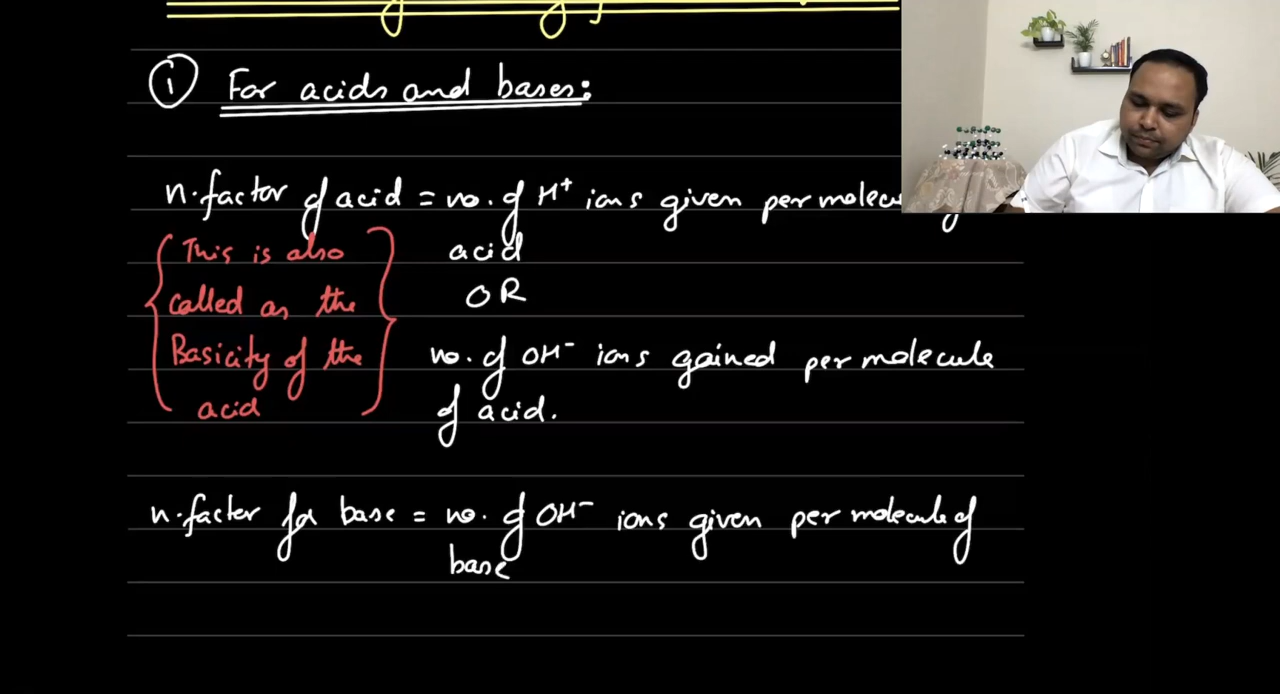 ① For acids and bases:
n.factor of acid = no. of H⁺ ions given per molecu
This is also
called as the
Basicity of the
acid
acid
OR
no. of OH⁻ ions gained per molecule
of acid.
n.factor for base = no. of OH⁻ ions given per molecule of
base